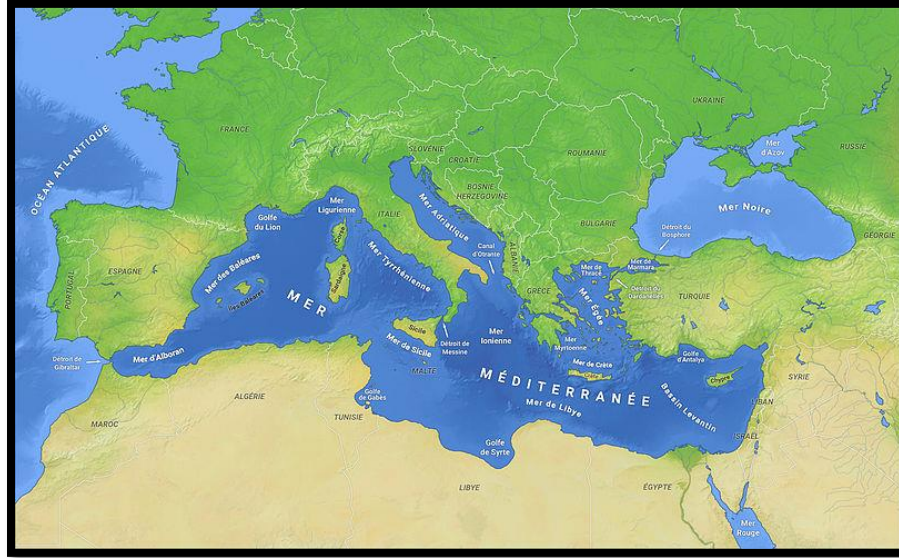 OCÉAN ATLANTIQUE
FRANCE
UKRAINE
RUSSIE
SLOVÉNIE
CROATIE
BOSNIE-
HERZÉGOVINE
ROUMANIE
BULGARIE
Mer
d'Azov
Mer Noire
GÉORGIE
Détroit du
Bosphore
Mer de
Marmara
Détroit du
Dardanelles
TURQUIE
Mer de
Thrace
Mer Égée
GRÈCE
ALBANIE
Canal
d'Otrante
Mer Adriatique
ITALIE
Mer
Ligurienne
Corse
Sardaigne
Mer Tyrrhénienne
Golfe
du Lion
Mer des Baléares
Iles Baléares
ESPAGNE
PORTUGAL
Détroit de
Gibraltar
Mer d'Alboran
MER
MÉDITERRANÉE
Sicile
Mer de Sicile
MALTE
Détroit de
Messine
Mer
Ionienne
Mer
Myrtoenne
Mer de Crète
Crète
Mer de Libye
Golfe
d'Antalya
Chypre
Bassin Levantin
SYRIE
LIBAN
ISRAËL
Golfe
de Gabès
Golfe
de Syrte
MAROC
ALGÉRIE
TUNISIE
LIBYE
ÉGYPTE
Mer
Rouge